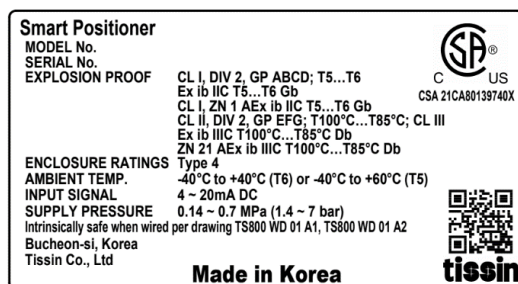 Smart Positioner
MODEL No.
SERIAL No.
EXPLOSION PROOF CL I, DIV 2, GP ABCD; T5...T6
Ex ib IIC T5...T6 Gb
CL I, ZN 1 AEx ib IIC T5...T6 Gb
CL II, DIV 2, GP EFG; T100°C...T85°C; CL III
Ex ib IIIC T100°C...T85°C Db
ZN 21 AEx ib IIIC T100°C...T85°C Db
SA ®
C US
CSA 21CA80139740X
ENCLOSURE RATINGS Type 4
AMBIENT TEMP. -40°C to +40°C (T6) or -40°C to +60°C (T5)
INPUT SIGNAL 4 ~ 20mA DC
SUPPLY PRESSURE 0.14 ~ 0.7 MPa (1.4 ~ 7 bar)
Intrinsically safe when wired per drawing TS800 WD 01 A1, TS800 WD 01 A2
Bucheon-si, Korea
Tissin Co., Ltd
Made in Korea
tissin